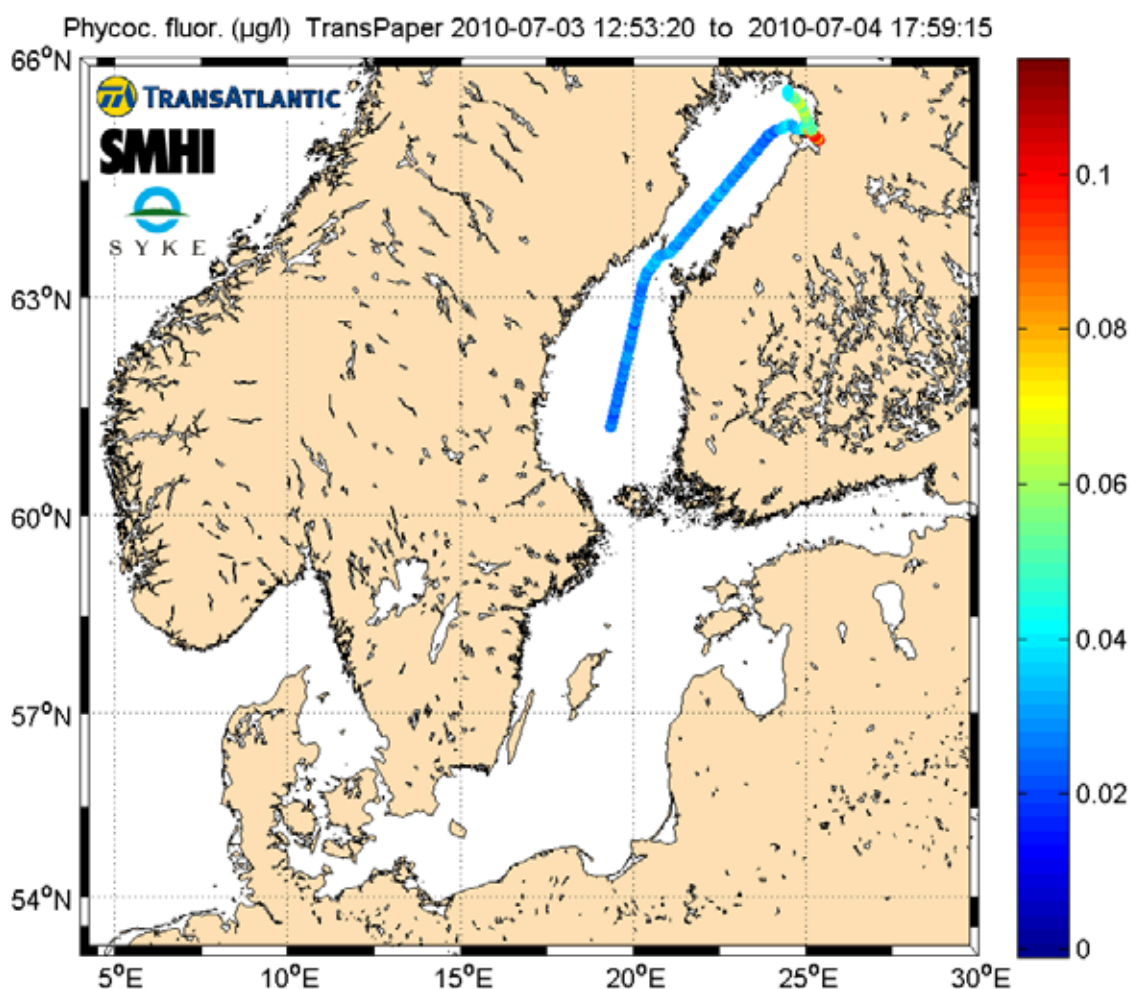 Phycoc. fluor. (µg/l) TransPaper 2010-07-03 12:53:20 to 2010-07-04 17:59:15
66°N
TRANSATLANTIC
SMHI
SYKE
63°N
60°N
57°N
54°N
5°E
10°E
15°E
20°E
25°E
30°E
0.1
0.08
0.06
0.04
0.02
0